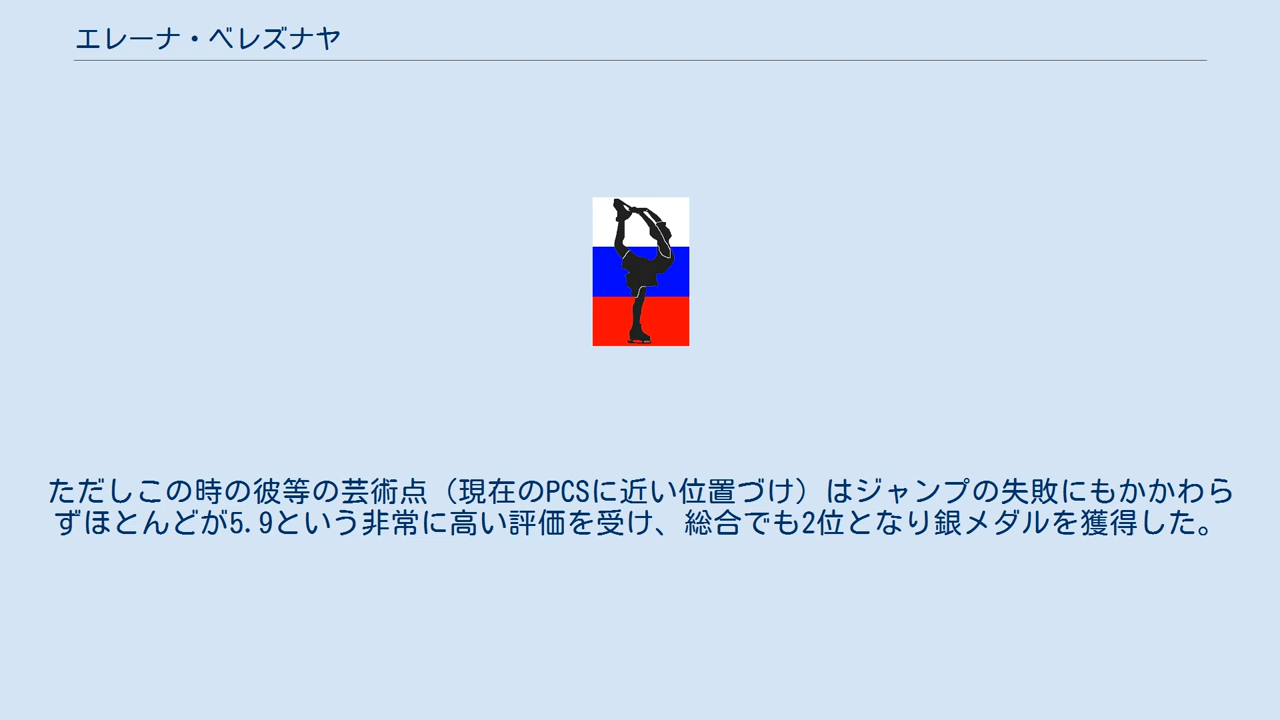 エレーナ・ベレズナヤ
ただしこの時の彼等の芸術点（現在のPCSに近い位置づけ）はジャンプの失敗にもかかわら
ずほとんどが5.9という非常に高い評価を受け、総合でも2位となり銀メダルを獲得した。